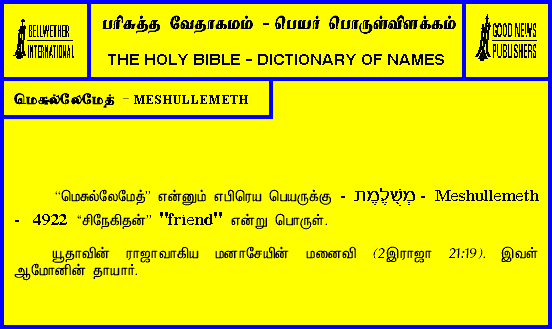 BELLWETHER
INTERNATIONAL
பரிசுத்த வேதாகமம் - பெயர் பொருள்விளக்கம்
THE HOLY BIBLE - DICTIONARY OF NAMES
GOOD NEWS
PUBLISHERS
மெசுல்லேமேத் - MESHULLEMETH
“மெசுல்லேமேத்” என்னும் எபிரெய பெயருக்கு - מְשֻׁלֶּמֶת - Meshullemeth
- 4922 “சிநேகிதன்” "friend" என்று பொருள்.
யூதாவின் ராஜாவாகிய மனாசேயின் மனைவி (2இராஜா 21:19). இவள்
ஆமோனின் தாயார்.